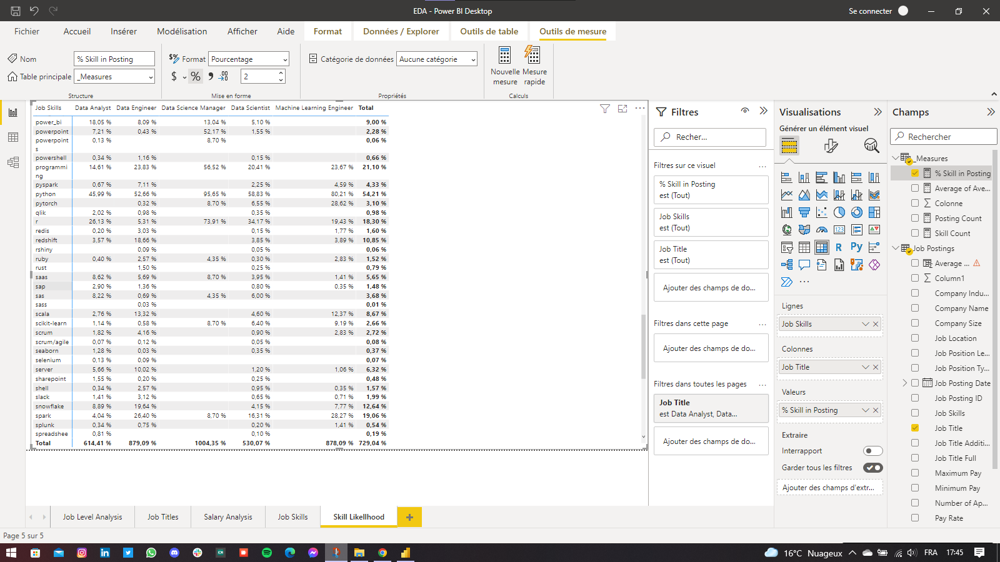 EDA - Power BI Desktop
Se connecter
Fichier Accueil Insérer Modélisation Afficher Aide Format Données / Explorer Outils de table Outils de mesure
Nom % Skill in Posting
Table principale _Measures
Structure
Format Pourcentage
$ % 2
Mise en forme
Catégorie de données Aucune catégorie
Propriétés
Nouvelle mesure
Mesure rapide
Calculs
Job Skills Data Analyst Data Engineer Data Science Manager Data Scientist Machine Learning Engineer Total
power_bi 18,05 % 8,09 % 13,04 % 5,10 % 9,00 %
powerpoint 7,21 % 0,43 % 52,17 % 1,55 % 2,28 %
powerpoint 0,13 % 8,70 % 0,06 %
s
powershell 0,34 % 1,16 % 0,15 % 0,66 %
programmi 14,61 % 23,83 % 56,52 % 20,41 % 23,67 % 21,10 %
ng
pyspark 0,67 % 7,11 % 2,25 % 4,59 % 4,33 %
python 45,99 % 52,66 % 95,65 % 58,83 % 80,21 % 54,21 %
pytorch 0,32 % 8,70 % 6,55 % 28,62 % 3,10 %
qlik 2,02 % 0,98 % 0,35 % 0,98 %
r 26,13 % 5,31 % 73,91 % 34,17 % 19,43 % 18,30 %
redis 0,20 % 3,03 % 0,15 % 1,77 % 1,60 %
redshift 3,57 % 18,66 % 3,85 % 3,89 % 10,85 %
rshiny 0,09 % 0,05 % 0,06 %
ruby 0,40 % 2,57 % 4,35 % 0,30 % 2,83 % 1,52 %
rust 1,50 % 0,25 % 0,79 %
saas 8,62 % 5,69 % 8,70 % 3,95 % 1,41 % 5,65 %
sap 2,90 % 1,36 % 0,80 % 0,35 % 1,48 %
sas 8,22 % 0,69 % 4,35 % 6,00 % 3,68 %
sass 0,03 % 0,01 %
scala 2,76 % 13,32 % 4,60 % 12,37 % 8,67 %
scikit-learn 1,14 % 0,58 % 8,70 % 6,40 % 9,19 % 2,66 %
scrum 1,82 % 4,16 % 0,90 % 2,83 % 2,72 %
scrum/agile 0,07 % 0,12 % 0,05 % 0,08 %
seaborn 1,28 % 0,03 % 0,35 % 0,37 %
selenium 0,13 % 0,09 % 0,07 %
server 5,66 % 10,02 % 1,20 % 1,06 % 6,32 %
sharepoint 1,55 % 0,20 % 0,25 % 0,48 %
shell 0,34 % 2,57 % 0,95 % 0,35 % 1,57 %
slack 1,41 % 3,12 % 0,65 % 0,71 % 1,99 %
snowflake 8,89 % 19,64 % 4,15 % 7,77 % 12,64 %
spark 4,04 % 26,40 % 8,70 % 16,31 % 28,27 % 19,06 %
splunk 0,34 % 0,75 % 0,20 % 1,41 % 0,54 %
spreadshee 0,81 % 0,10 % 0,19 %
Total 614,41 % 879,09 % 1004,35 % 530,07 % 878,09 % 729,04 %
Filtres
Recher...
Filtres sur ce visuel ...
% Skill in Posting
est (Tout)
Job Skills
est (Tout)
Job Title
est (Tout)
Ajouter des champs de do...
Filtres dans cette page ...
Ajouter des champs de do...
Filtres dans toutes les pages ...
Job Title
est Data Analyst, Data...
Ajouter des champs de do...
Visualisations
Générer un élément visuel
123
R Py
...
Lignes
Job Skills
Colonnes
Job Title
Valeurs
% Skill in Posting
Extraire
Interrapport
Garder tous les filtres
Ajouter des champs d'extr...
Champs
Rechercher
_Measures
% Skill in Posting
Average of Ave...
Colonne
Posting Count
Skill Count
Job Postings
Average ...
Column1
Company Indu...
Company Name
Company Size
Job Location
Job Position Le...
Job Position Ty...
Job Posting Date
Job Posting ID
Job Skills
Job Title
Job Title Additi...
Job Title Full
Maximum Pay
Minimum Pay
Number of Ap...
Pay Rate
Job Level Analysis Job Titles Salary Analysis Job Skills Skill Likelihood +
Page 5 sur 5
16°C Nuageux FRA 17:45